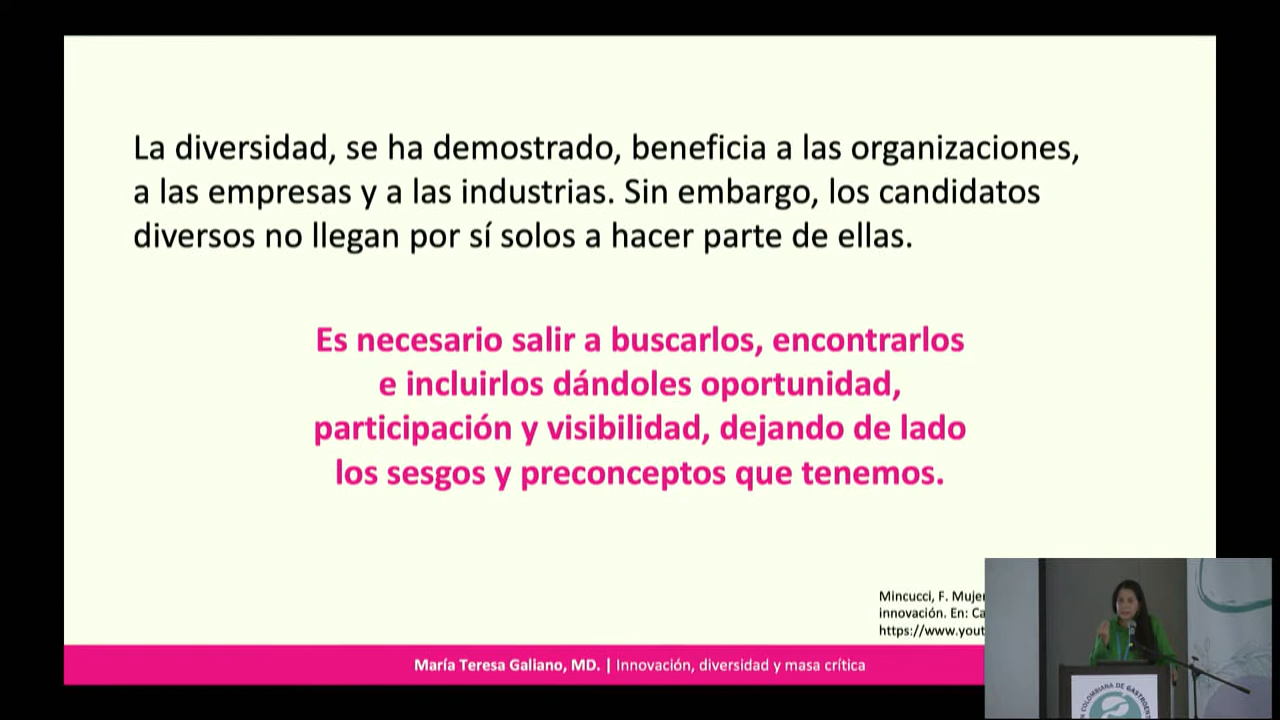 La diversidad, se ha demostrado, beneficia a las organizaciones,
a las empresas y a las industrias. Sin embargo, los candidatos
diversos no llegan por sí solos a hacer parte de ellas.
Es necesario salir a buscarlos, encontrarlos
e incluirlos dándoles oportunidad,
participación y visibilidad, dejando de lado
los sesgos y preconceptos que tenemos.
Mincucci, F.
innovación. En:
María Teresa Galiano, MD. | Innovación, diversidad y masa crítica
COLOMBIANA DE